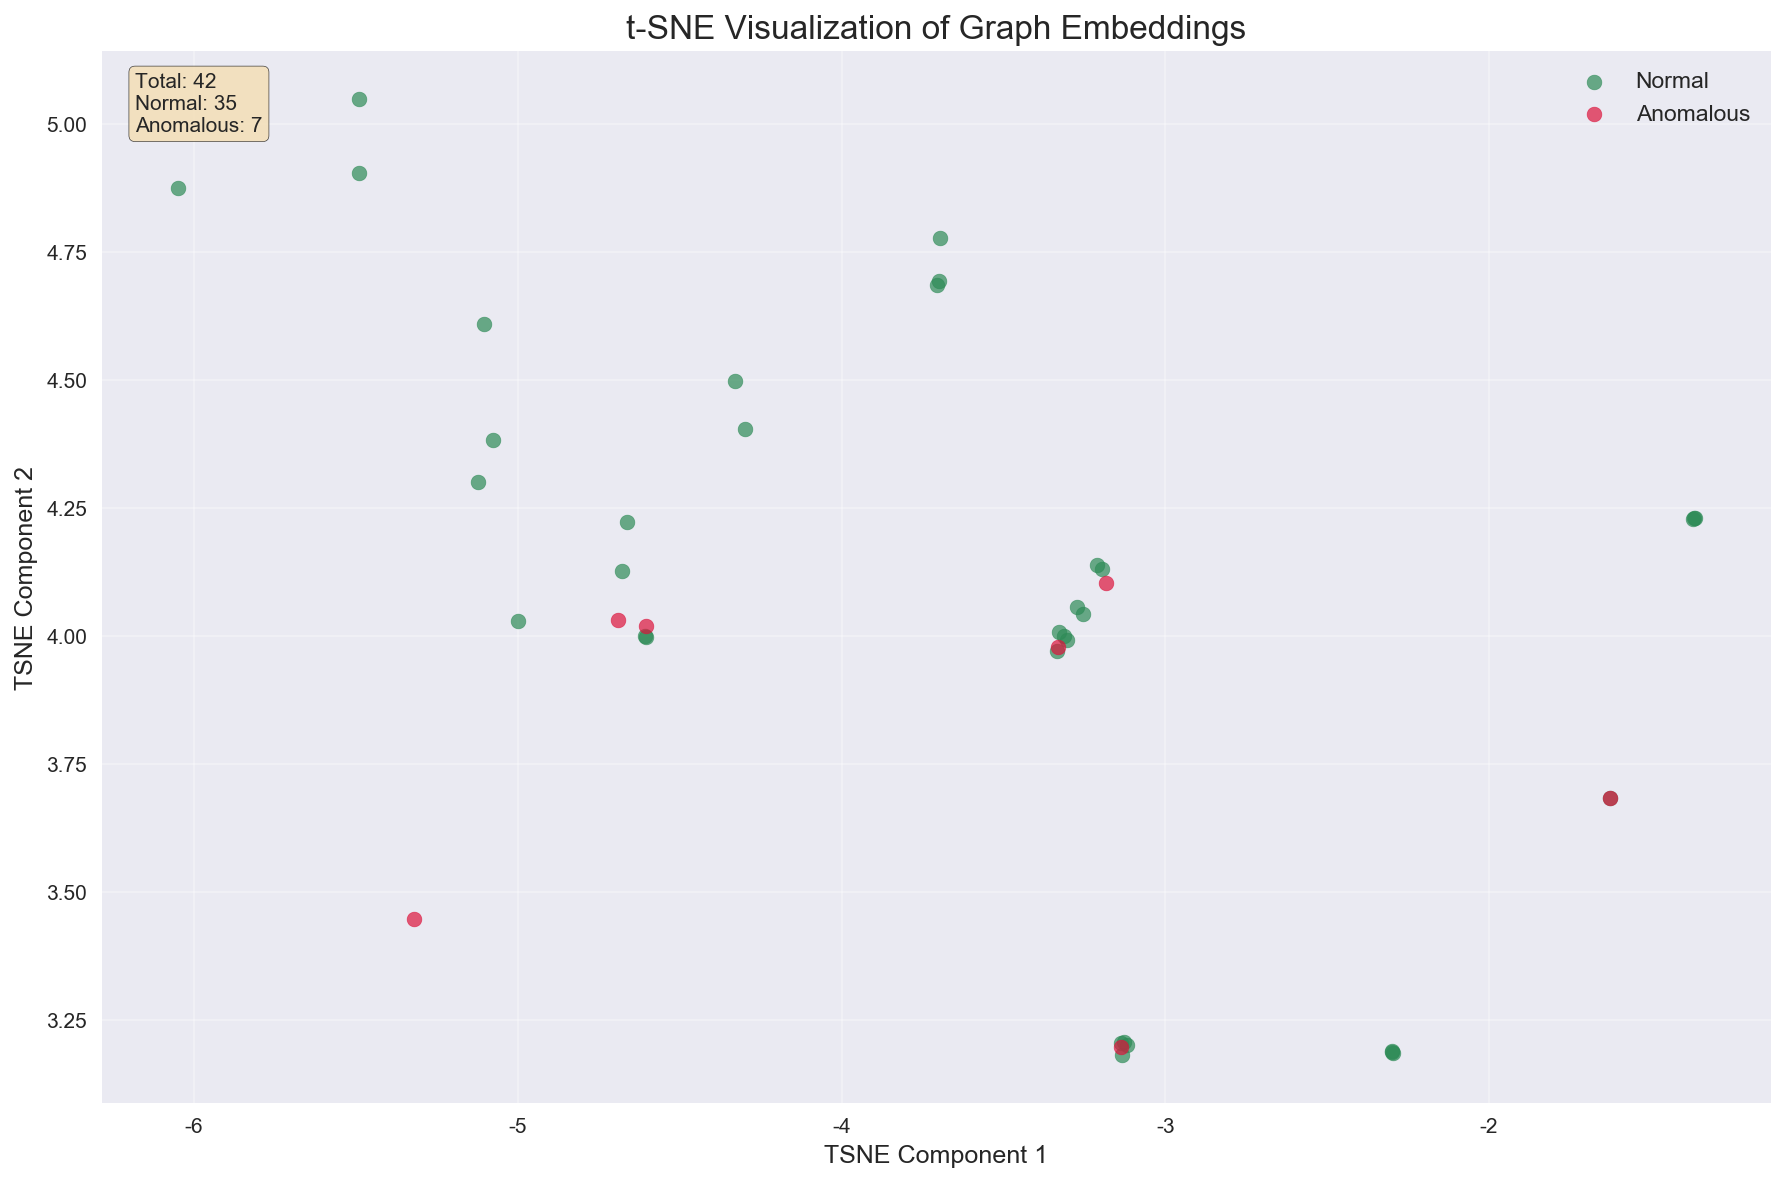 t-SNE Visualization of Graph Embeddings
Total: 42
Normal: 35
Anomalous: 7
Normal
Anomalous
TSNE Component 2
5.00
4.75
4.50
4.25
4.00
3.75
3.50
3.25
-6
-5
-4
-3
-2
TSNE Component 1